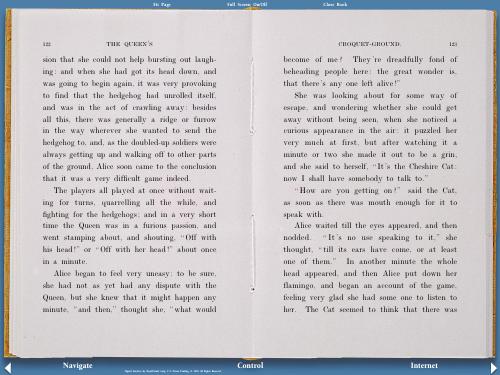 Str Page
Full Screen On/Off
Close Book
122
THE QUEEN'S
sion that she could not help bursting out laugh-
ing: and when she had got its head down, and
was going to begin again, it was very provoking
to find that the hedgehog had unrolled itself,
and was in the act of crawling away: besides
all this, there was generally a ridge or furrow
in the way wherever she wanted to send the
hedgehog to, and, as the doubled-up soldiers were
always getting up and walking off to other parts
of the ground, Alice soon came to the conclusion
that it was a very difficult game indeed.
The players all played at once without wait-
ing for turns, quarrelling all the while, and
fighting for the hedgehogs; and in a very short
time the Queen was in a furious passion, and
went stamping about, and shouting, "Off with
his head!" or "Off with her head!" about once
in a minute.
Alice began to feel very uneasy: to be sure,
she had not as yet had any dispute with the
Queen, but she knew that it might happen any
minute, "and then," thought she, "what would
CROQUET-GROUND.
123
become of me? They're dreadfully fond of
beheading people here: the great wonder is,
that there's any one left alive!"
She was looking about for some way of
escape, and wondering whether she could get
away without being seen, when she noticed a
curious appearance in the air: it puzzled her
very much at first, but after watching it a
minute or two she made it out to be a grin,
and she said to herself, "It's the Cheshire Cat:
now I shall have somebody to talk to."
"How are you getting on?" said the Cat,
as soon as there was mouth enough for it to
speak with.
Alice waited till the eyes appeared, and then
nodded. "It's no use speaking to it," she
thought, "till its ears have come, or at least
one of them." In another minute the whole
head appeared, and then Alice put down her
flamingo, and began an account of the game,
feeling very glad she had some one to listen to
her. The Cat seemed to think that there was
Navigate
Control
Internet